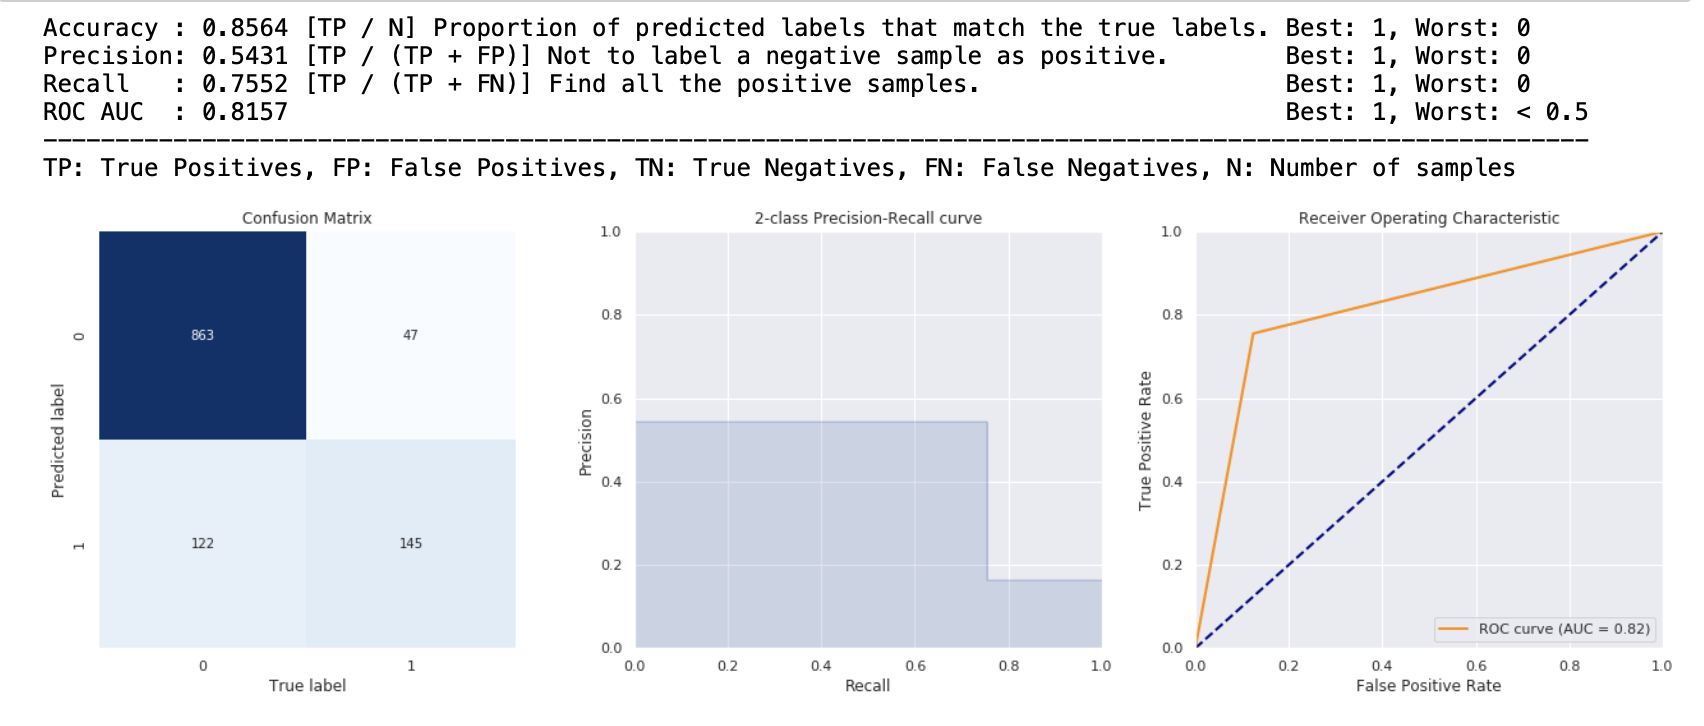 Accuracy : 0.8564 [TP / N] Proportion of predicted labels that match the true labels. Best: 1, Worst: 0
Precision: 0.5431 [TP / (TP + FP)] Not to label a negative sample as positive. Best: 1, Worst: 0
Recall : 0.7552 [TP / (TP + FN)] Find all the positive samples. Best: 1, Worst: 0
ROC AUC : 0.8157 Best: 1, Worst: < 0.5
TP: True Positives, FP: False Positives, TN: True Negatives, FN: False Negatives, N: Number of samples
Confusion Matrix
Predicted label
0
1
863
47
122
145
0
1
True label
2-class Precision-Recall curve
Precision
1.0
0.8
0.6
0.4
0.2
0.0
0.0
0.2
0.4
0.6
0.8
1.0
Recall
Receiver Operating Characteristic
True Positive Rate
1.0
0.8
0.6
0.4
0.2
0.0
ROC curve (AUC = 0.82)
0.0
0.2
0.4
0.6
0.8
1.0
False Positive Rate